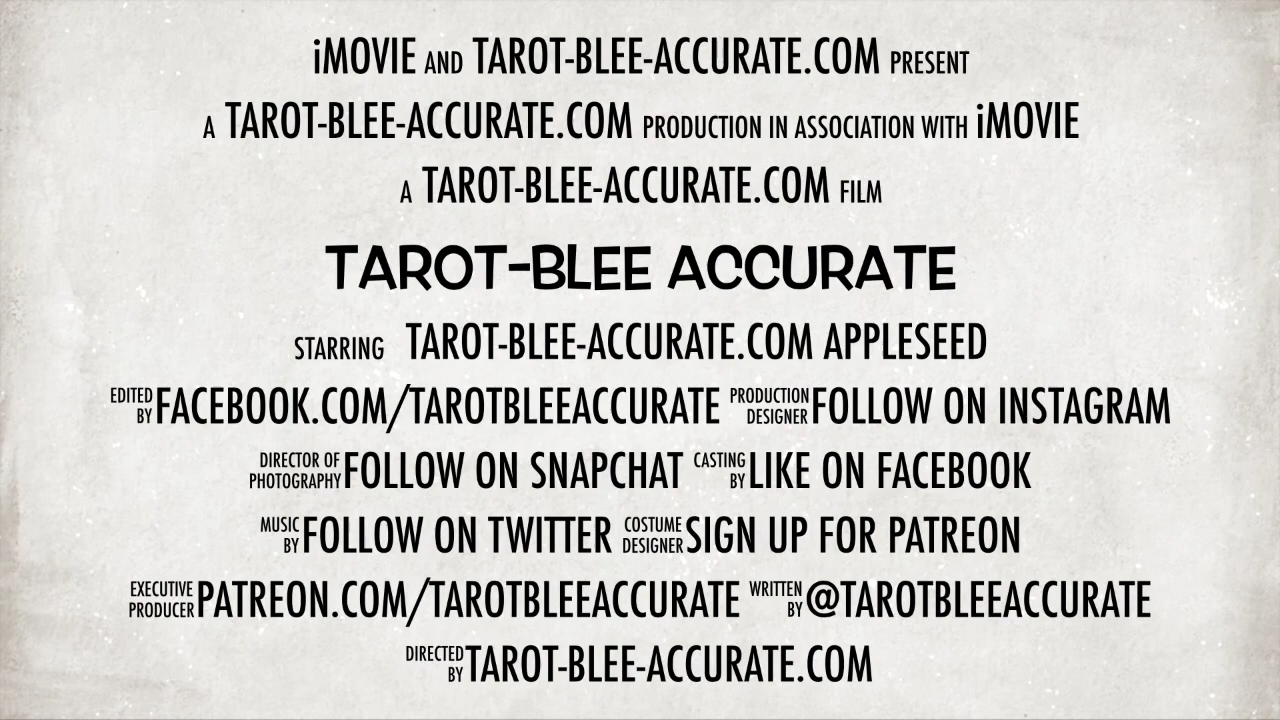 iMOVIE AND TAROT-BLEE-ACCURATE.COM PRESENT
A TAROT-BLEE-ACCURATE.COM PRODUCTION IN ASSOCIATION WITH iMOVIE
A TAROT-BLEE-ACCURATE.COM FILM
TAROT-BLEE ACCURATE
STARRING TAROT-BLEE-ACCURATE.COM APPLESEED
EDITED BY FACEBOOK.COM/TAROTBLEEACCURATE PRODUCTION DESIGNER FOLLOW ON INSTAGRAM
DIRECTOR OF PHOTOGRAPHY FOLLOW ON SNAPCHAT CASTING BY LIKE ON FACEBOOK
MUSIC BY FOLLOW ON TWITTER COSTUME DESIGNER SIGN UP FOR PATREON
EXECUTIVE PRODUCER PATREON.COM/TAROTBLEEACCURATE WRITTEN BY @TAROTBLEEACCURATE
DIRECTED BY TAROT-BLEE-ACCURATE.COM